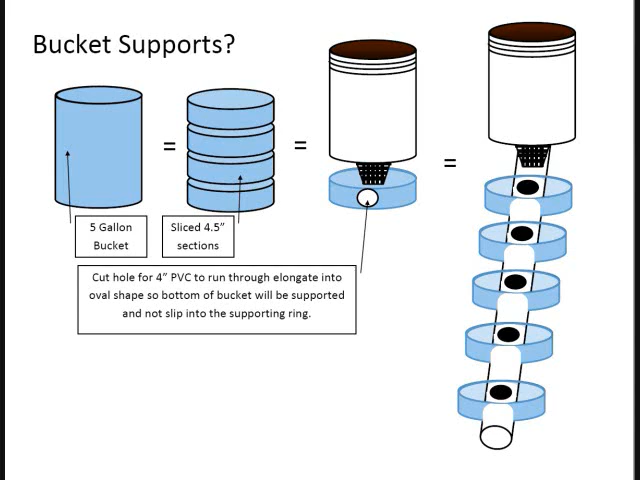 Bucket Supports?
=
=
=
5 Gallon
Bucket
Sliced 4.5”
sections
Cut hole for 4” PVC to run through elongate into
oval shape so bottom of bucket will be supported
and not slip into the supporting ring.